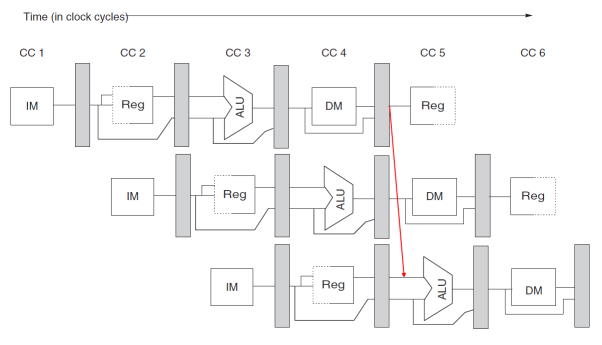 Time (in clock cycles)
CC 1 CC 2 CC 3 CC 4 CC 5 CC 6
IM Reg ALU DM Reg
IM Reg ALU DM Reg
IM Reg ALU DM